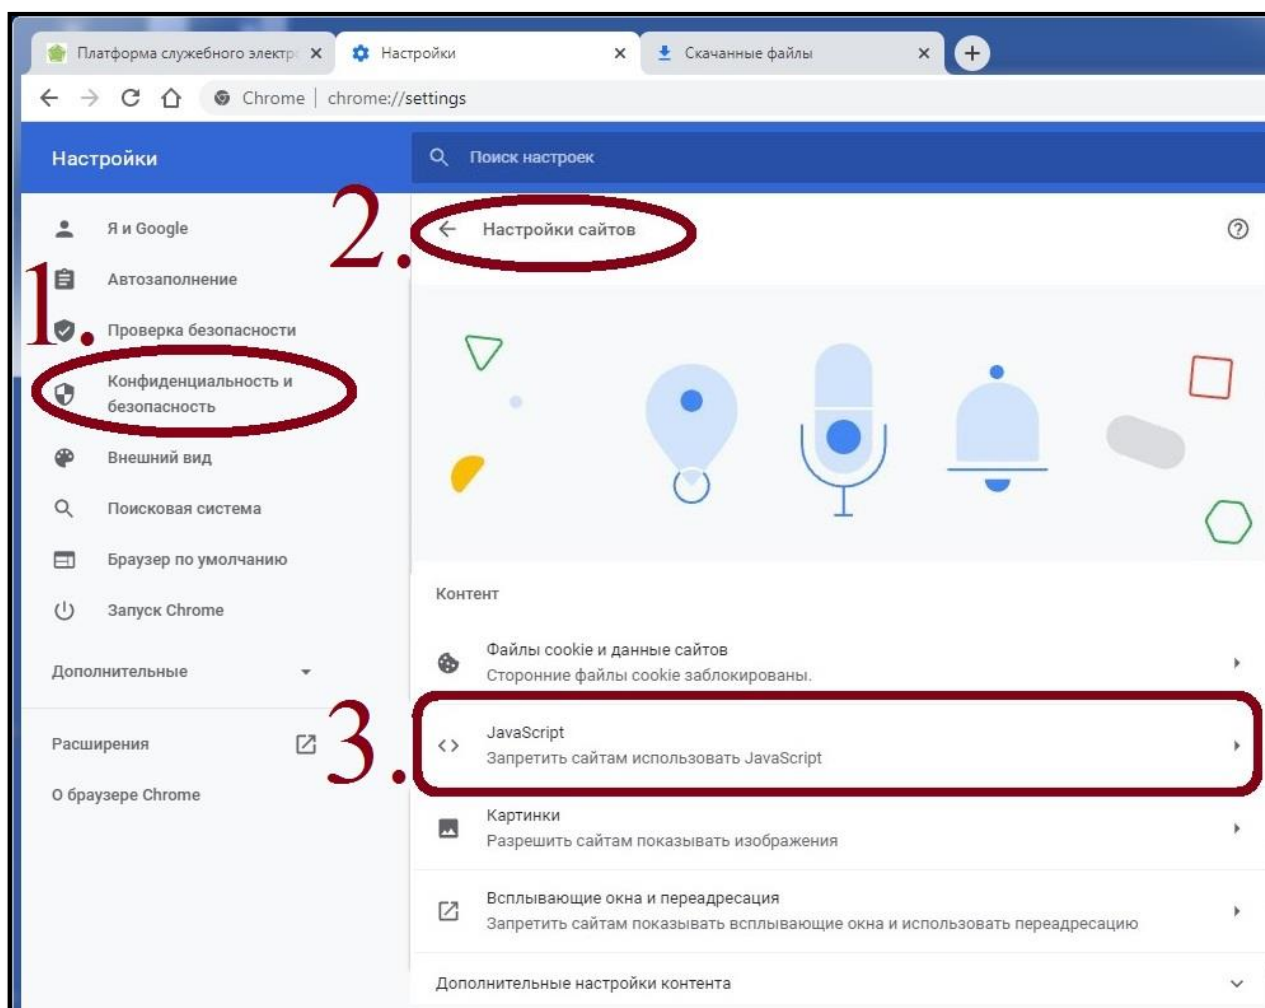 Платформа служебного электр
Настройки
Скачанные файлы
Chrome | chrome://settings
Настройки
Поиск настроек
1.
2.
3.
Я и Google
Автозаполнение
Проверка безопасности
Конфиденциальность и
безопасность
Внешний вид
Поисковая система
Браузер по умолчанию
Запуск Chrome
Дополнительные
Расширения
О браузере Chrome
Настройки сайтов
Контент
Файлы cookie и данные сайтов
Сторонние файлы cookie заблокированы.
JavaScript
Запретить сайтам использовать JavaScript
Картинки
Разрешить сайтам показывать изображения
Всплывающие окна и переадресация
Запретить сайтам показывать всплывающие окна и использовать переадресацию
Дополнительные настройки контента